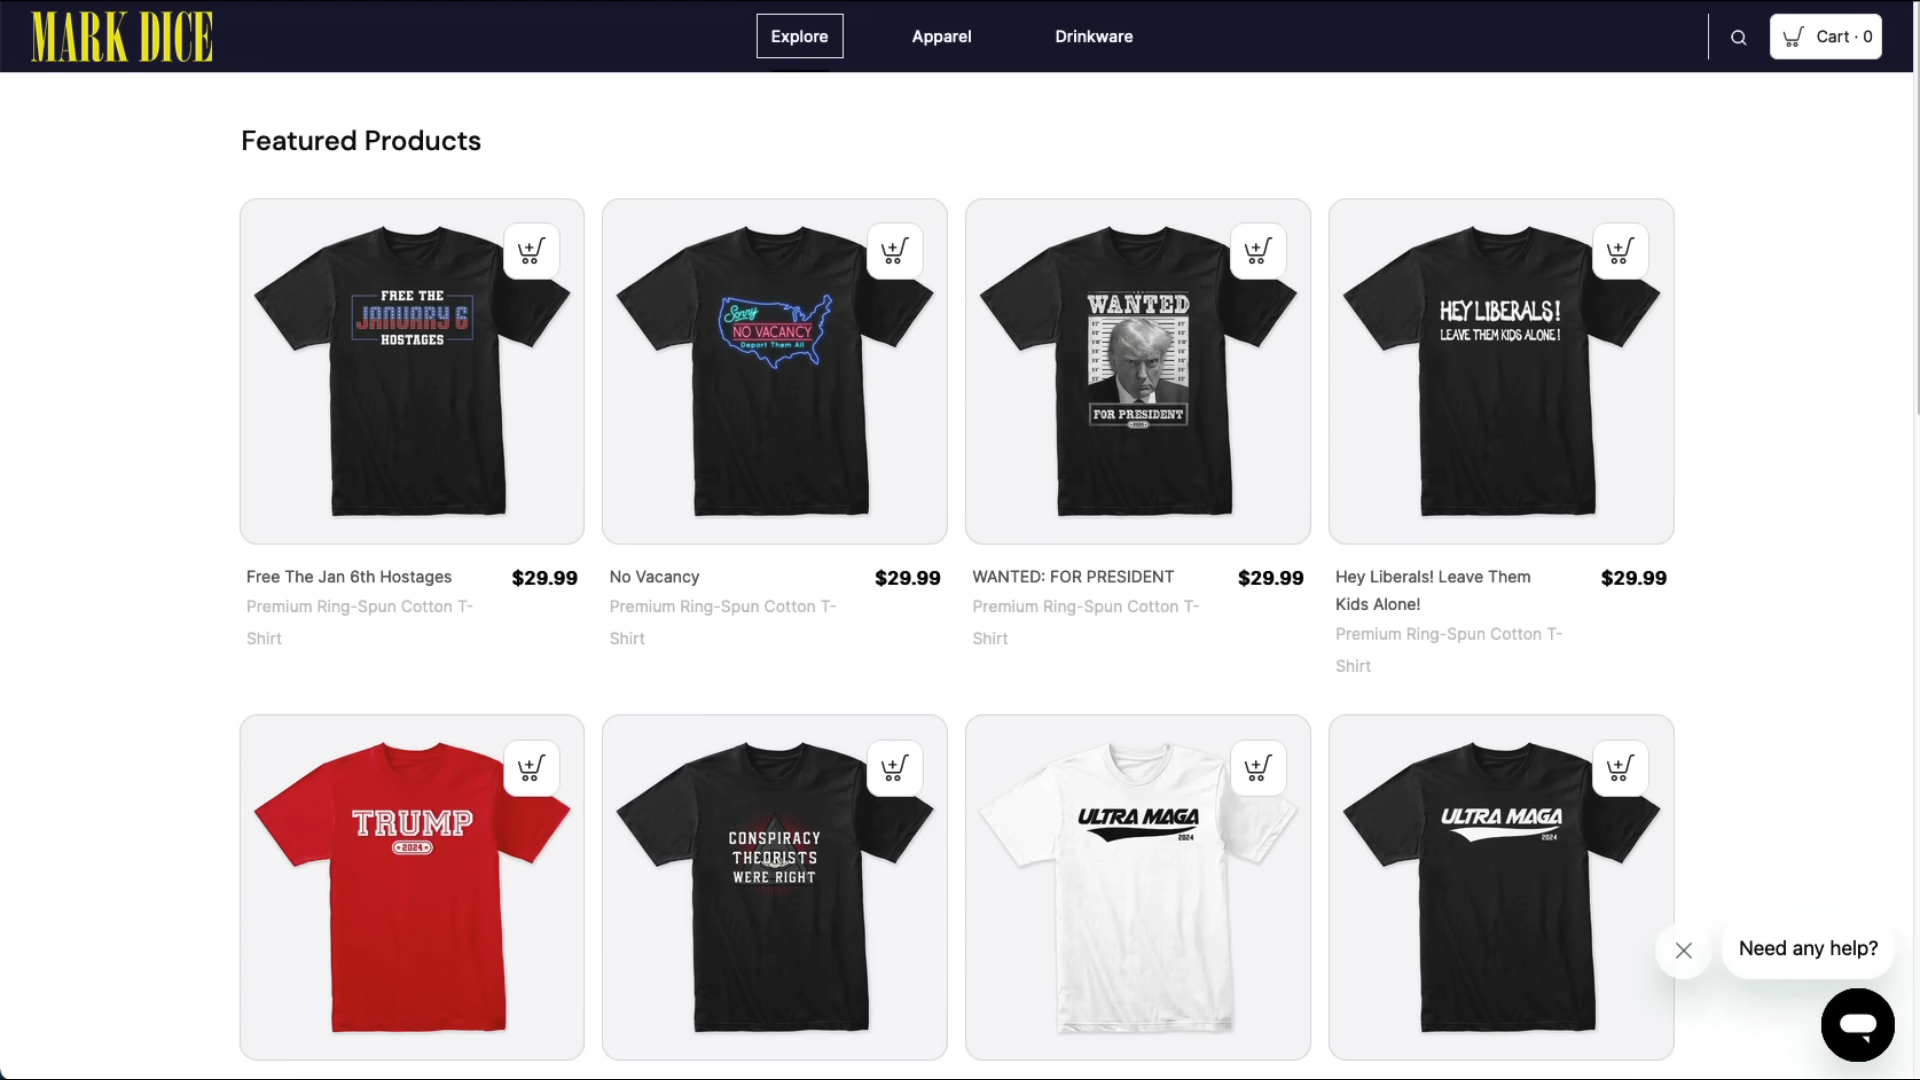 MARK DICE
Explore
Apparel
Drinkware
Cart · 0
Featured Products
FREE THE
JANUARY 6
HOSTAGES
Sorry
NO VACANCY
Deport Them All
WANTED
FOR PRESIDENT
2024
HEY LIBERALS!
LEAVE THEM KIDS ALONE!
Free The Jan 6th Hostages
$29.99
Premium Ring-Spun Cotton T-
Shirt
No Vacancy
$29.99
Premium Ring-Spun Cotton T-
Shirt
WANTED: FOR PRESIDENT
$29.99
Premium Ring-Spun Cotton T-
Shirt
Hey Liberals! Leave Them
Kids Alone!
$29.99
Premium Ring-Spun Cotton T-
Shirt
TRUMP
2024
CONSPIRACY
THEORISTS
WERE RIGHT
ULTRA MAGA
2024
ULTRA MAGA
2024
Need any help?